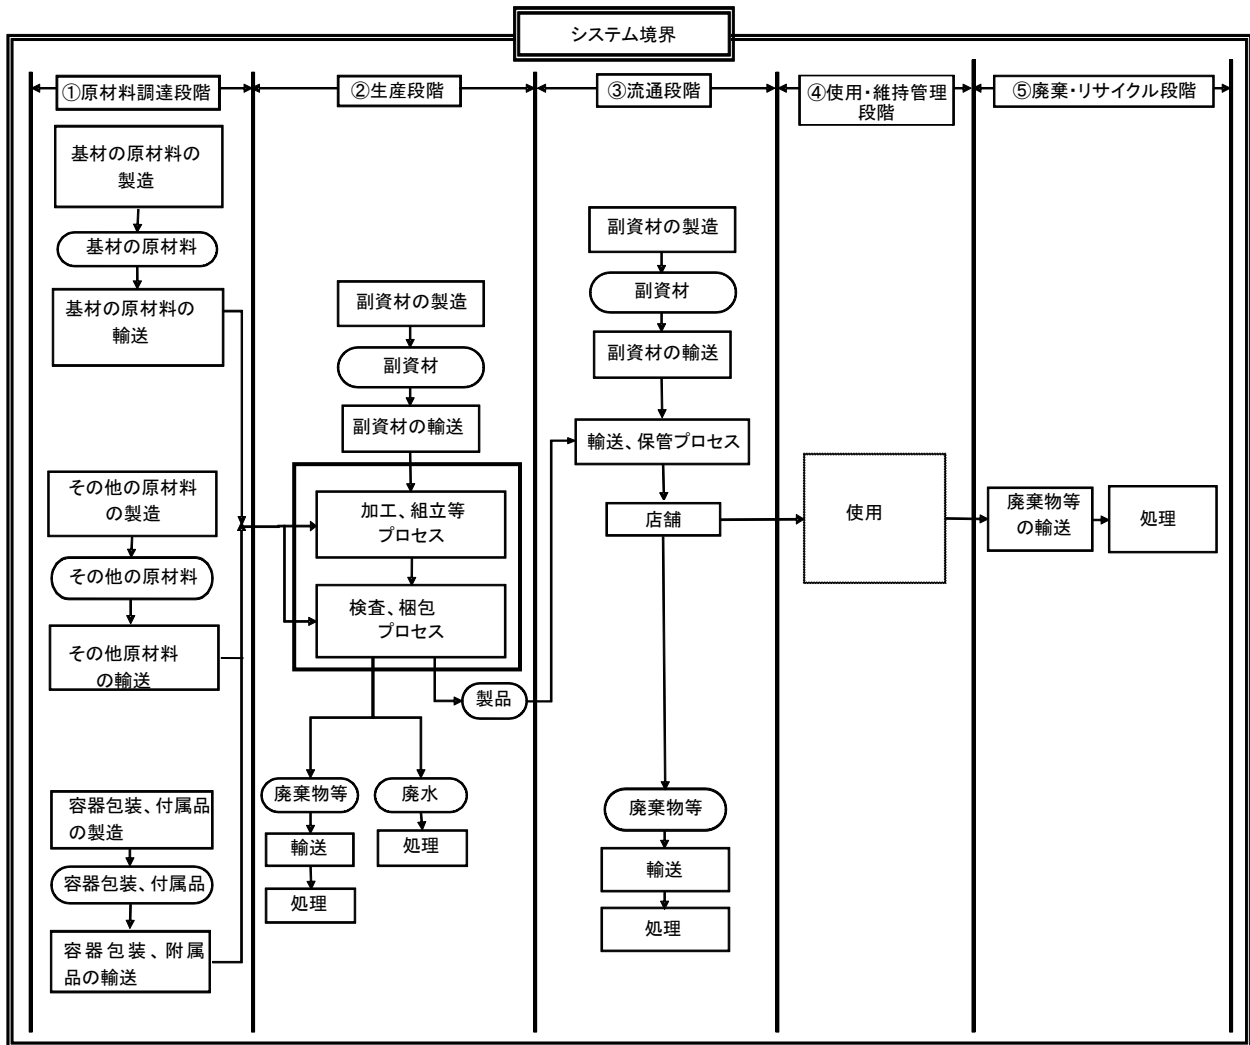 システム境界
①原材料調達段階
②生産段階
③流通段階
④使用・維持管理
段階
⑤廃棄・リサイクル段階
基材の原材料の
製造
基材の原材料
基材の原材料の
輸送
その他の原材料
の製造
その他の原材料
その他原材料
の輸送
容器包装、付属品
の製造
容器包装、付属品
容器包装、附属
品の輸送
副資材の製造
副資材
副資材の輸送
加工、組立等
プロセス
検査、梱包
プロセス
製品
廃棄物等
輸送
処理
廃水
処理
副資材の製造
副資材
副資材の輸送
輸送、保管プロセス
店舗
廃棄物等
輸送
処理
使用
廃棄物等
の輸送
処理